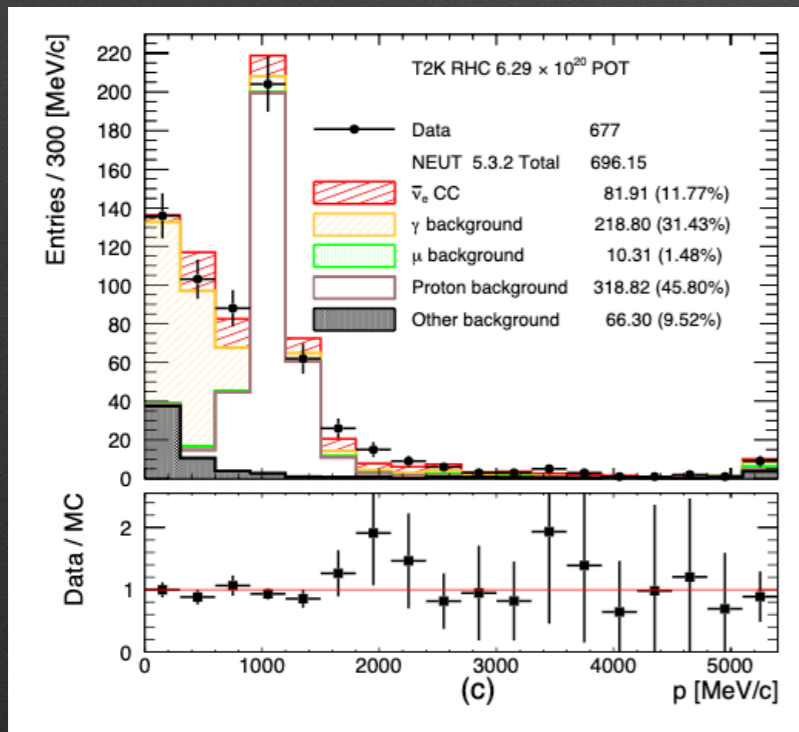 T2K RHC 6.29 × 10²⁰ POT
Data 677
NEUT 5.3.2 Total 696.15
ν̄ₑ CC 81.91 (11.77%)
γ background 218.80 (31.43%)
μ background 10.31 (1.48%)
Proton background 318.82 (45.80%)
Other background 66.30 (9.52%)
Entries / 300 [MeV/c]
220
200
180
160
140
120
100
80
60
40
20
0
Data / MC
2
1
0
0 1000 2000 3000 4000 5000
(c) p [MeV/c]